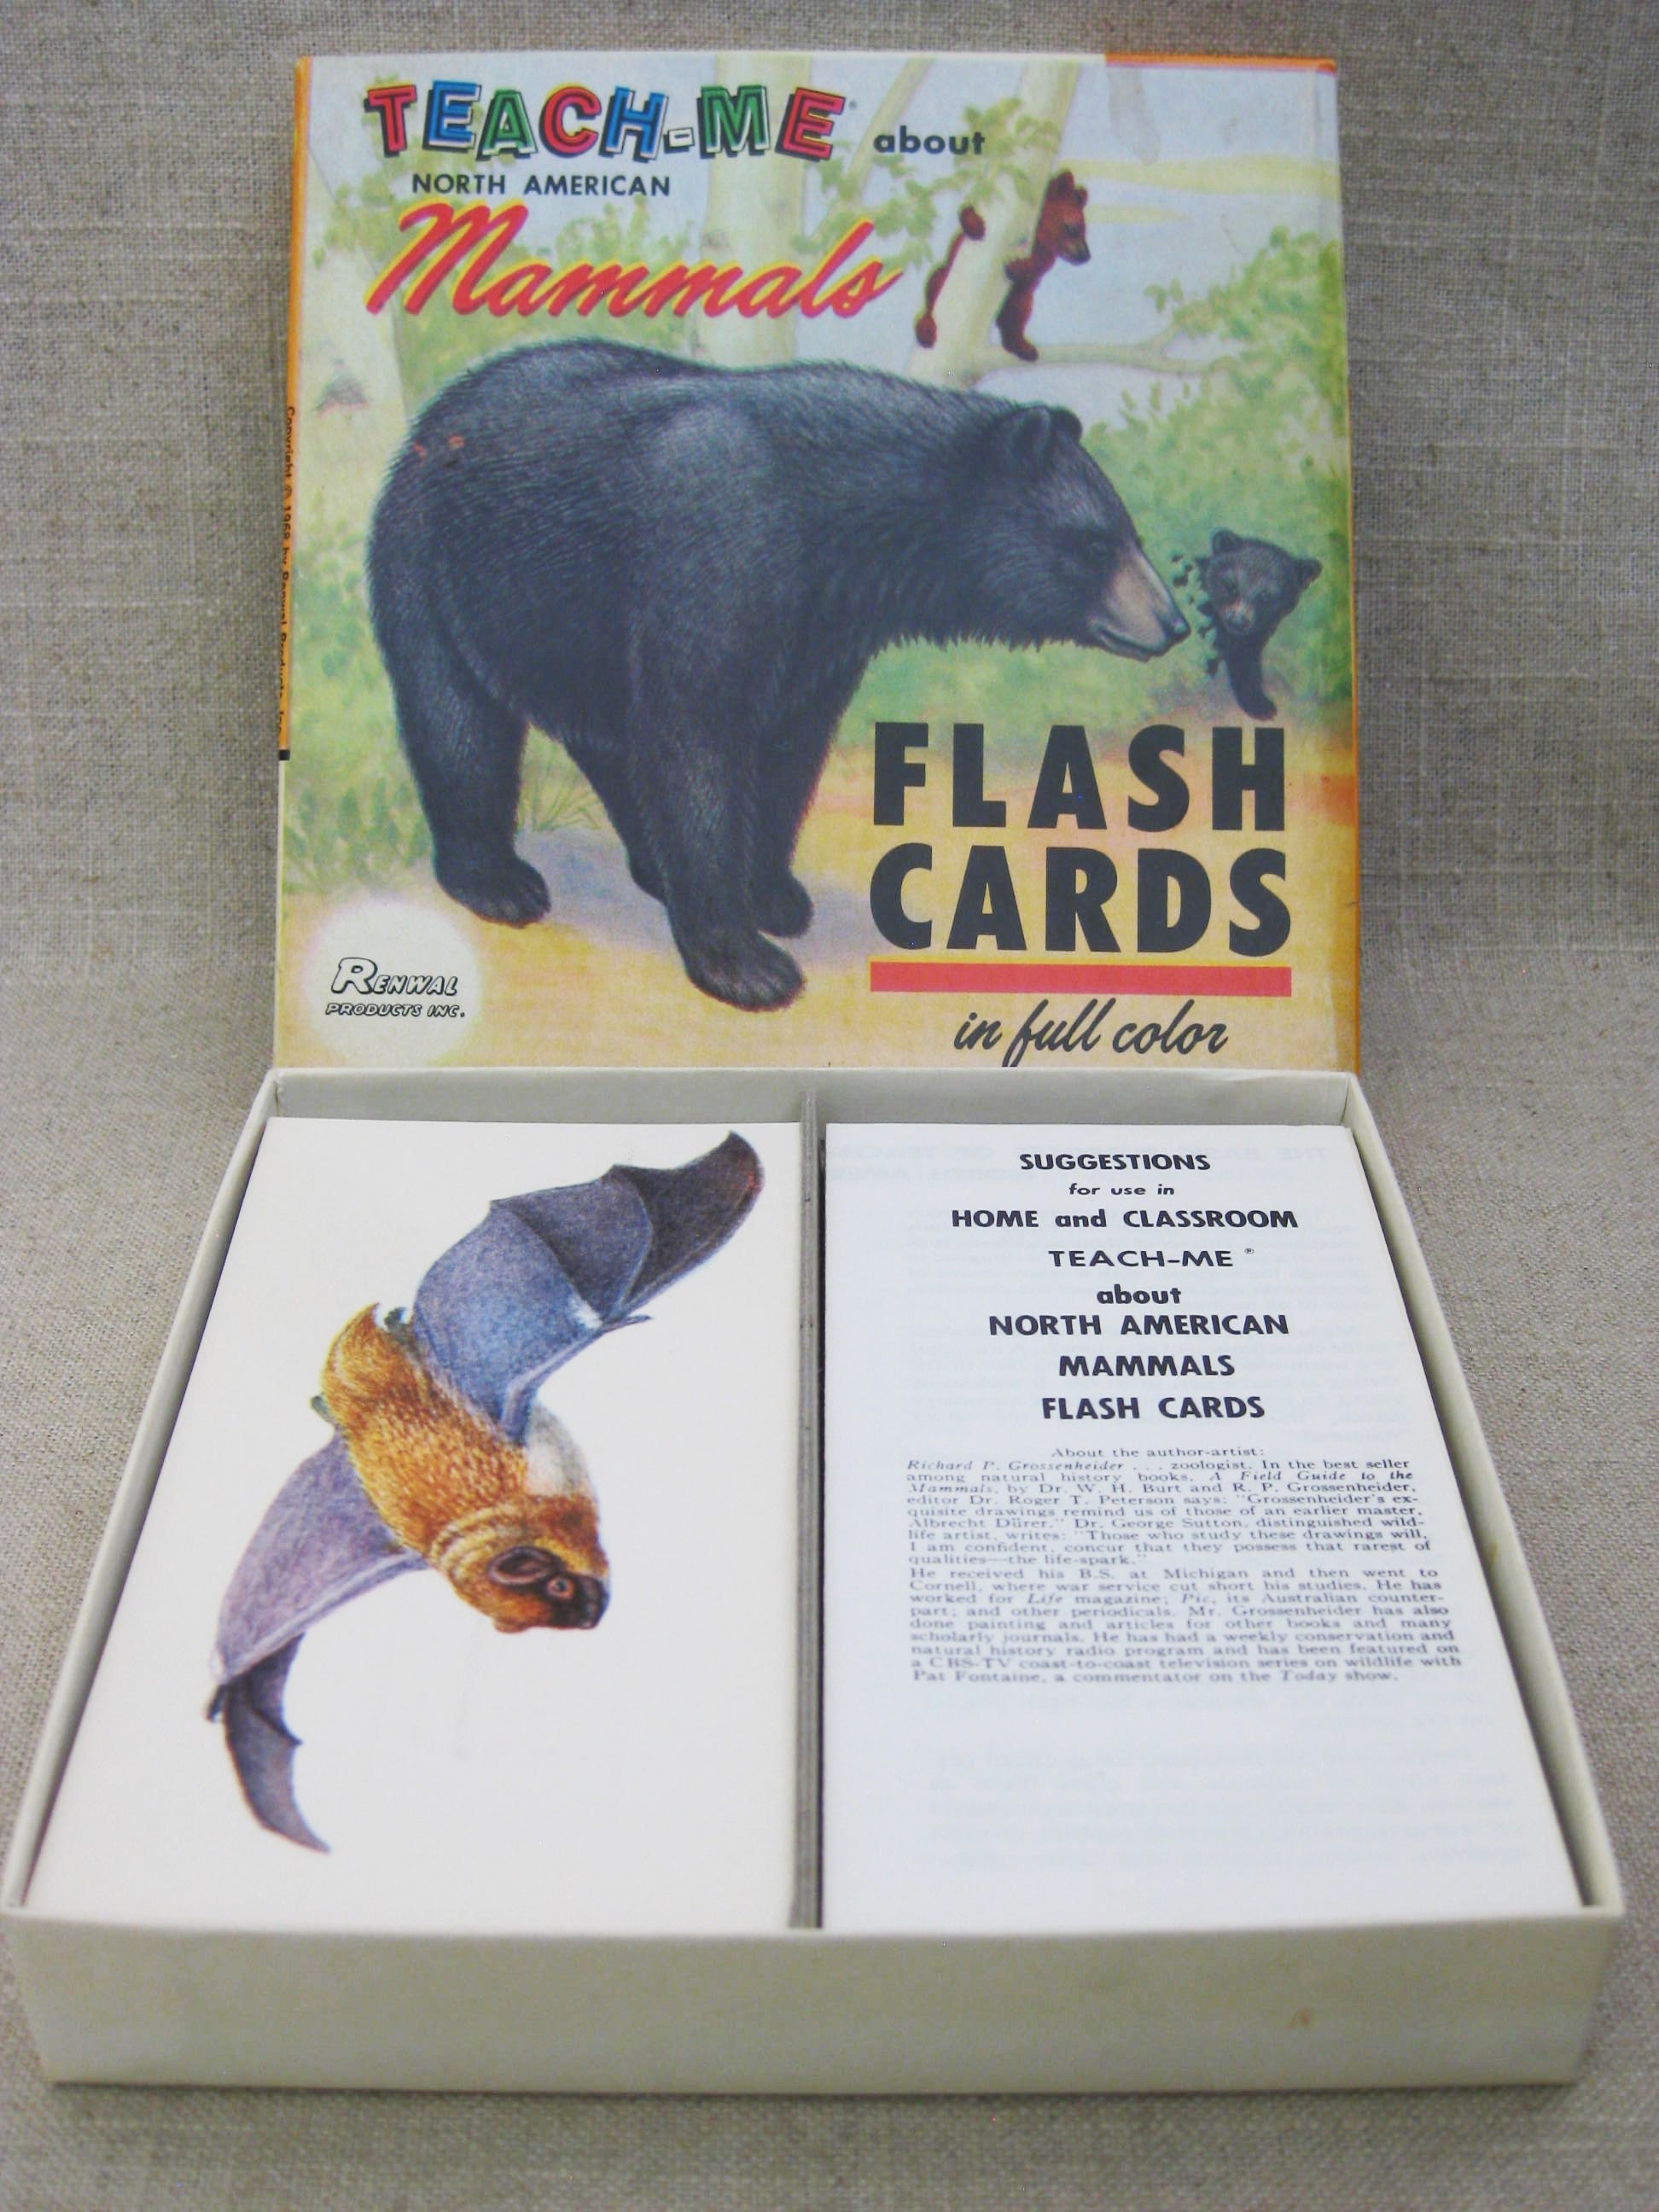 TEACH-ME® about
NORTH AMERICAN
Mammals
FLASH
CARDS
in full color
RENWAL
PRODUCTS INC.
Copyright © 1962 by Renwal Products, Inc.
SUGGESTIONS
for use in
HOME and CLASSROOM
TEACH-ME ®
about
NORTH AMERICAN
MAMMALS
FLASH CARDS
About the author-artist:
Richard P. Grossenheider . . . zoologist. In the best seller
among natural history books, A Field Guide to the
Mammals, by Dr. W. H. Burt and R. P. Grossenheider,
editor Dr. Roger T. Peterson says: "Grossenheider's ex-
quisite drawings remind us of those of an earlier master,
Albrecht Dürer." Dr. George Sutton, distinguished wild-
life artist, writes: "Those who study these drawings will,
I am confident, concur that they possess that rarest of
qualities—the life-spark."
He received his B.S. at Michigan and then went to
Cornell, where war service cut short his studies. He has
worked for Life magazine; Pic, its Australian counter-
part; and other periodicals. Mr. Grossenheider has also
done painting and articles for other books and many
scholarly journals. He has had a weekly conservation and
natural history radio program and has been featured on
a CBS-TV coast-to-coast television series on wildlife with
Pat Fontaine, a commentator on the Today show.